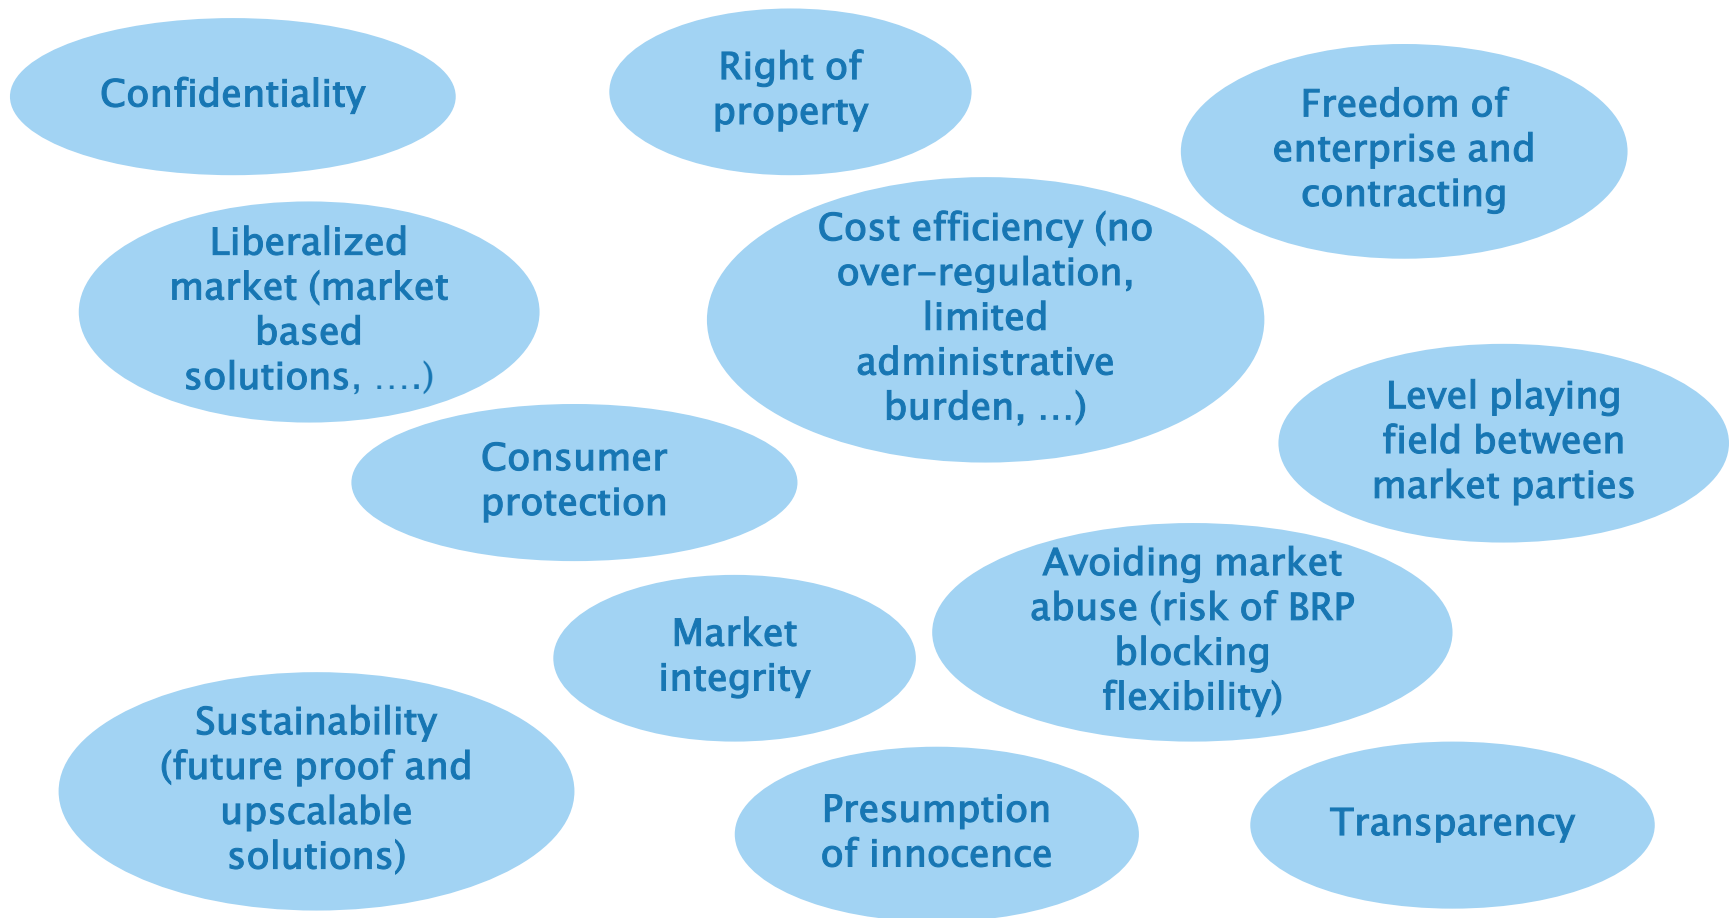 Confidentiality
Right of
property
Freedom of
enterprise and
contracting
Liberalized
market (market
based
solutions, ....)
Cost efficiency (no
over-regulation,
limited
administrative
burden, ...)
Level playing
field between
market parties
Consumer
protection
Avoiding market
abuse (risk of BRP
blocking
flexibility)
Market
integrity
Sustainability
(future proof and
upscalable
solutions)
Presumption
of innocence
Transparency